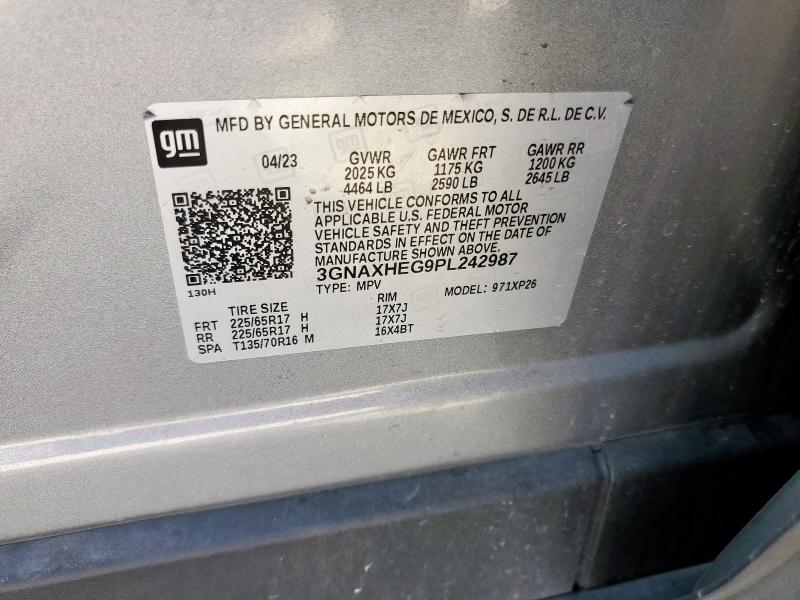 gm
MFD BY GENERAL MOTORS DE MEXICO, S. DE R.L. DE C.V.
04/23 GVWR GAWR FRT GAWR RR
2025 KG 1175 KG 1200 KG
4464 LB 2590 LB 2645 LB
THIS VEHICLE CONFORMS TO ALL
APPLICABLE U.S. FEDERAL MOTOR
VEHICLE SAFETY AND THEFT PREVENTION
STANDARDS IN EFFECT ON THE DATE OF
MANUFACTURE SHOWN ABOVE.
3GNAXHEG9PL242987
TYPE: MPV MODEL: 971XP26
130H
TIRE SIZE RIM
FRT 225/65R17 H 17X7J
RR 225/65R17 H 17X7J
SPA T135/70R16 M 16X4BT